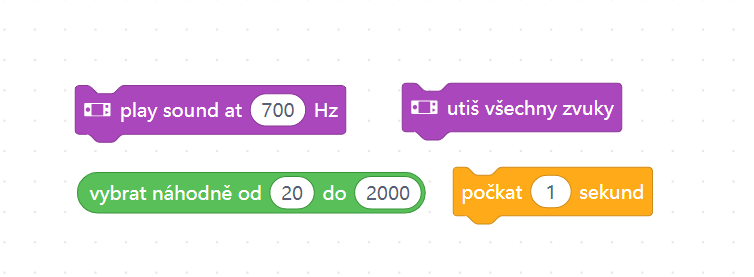 play sound at 700 Hz
utiš všechny zvuky
vybrat náhodně od 20 do 2000
počkat 1 sekund